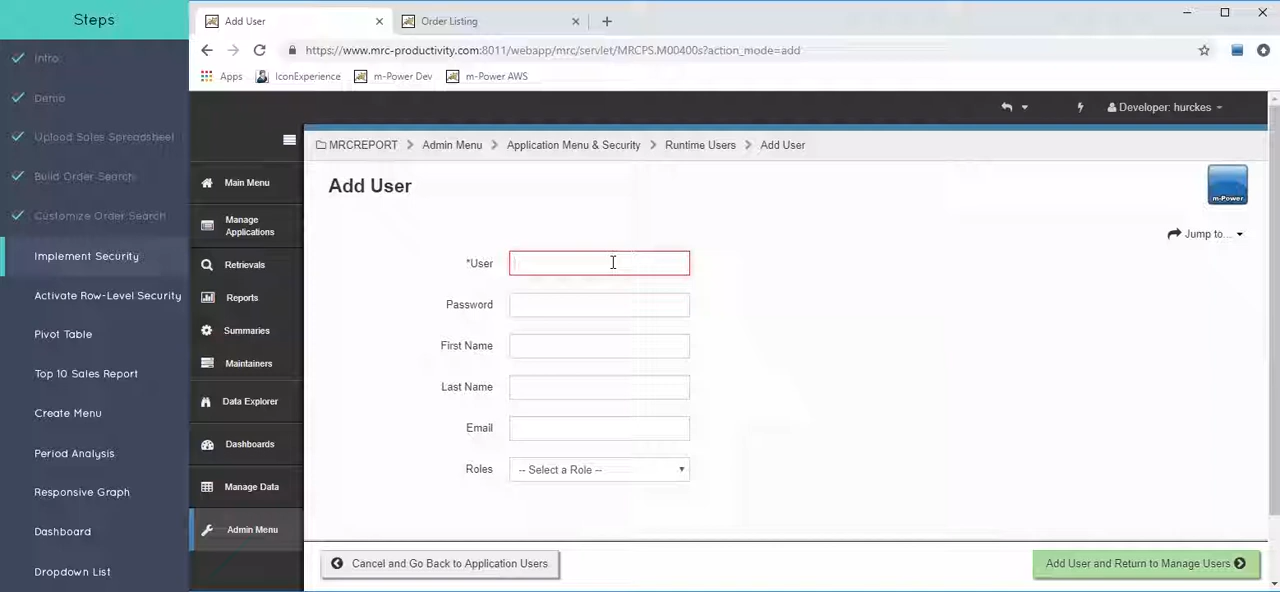 Steps
Intro
Demo
Upload Sales Spreadsheet
Build Order Search
Customize Order Search
Implement Security
Activate Row-Level Security
Pivot Table
Top 10 Sales Report
Create Menu
Period Analysis
Responsive Graph
Dashboard
Dropdown List
Add User
Order Listing
https://www.mrc-productivity.com:8011/webapp/mrc/servlet/MRCPS.M00400s?action_mode=add
Apps IconExperience m-Power Dev m-Power AWS
Developer: hurckes
MRCREPORT Admin Menu Application Menu & Security Runtime Users Add User
Main Menu
Manage
Applications
Retrievals
Reports
Summaries
Maintainers
Data Explorer
Dashboards
Manage Data
Admin Menu
Add User
m-Power
Jump to...
*User
Password
First Name
Last Name
Email
Roles -- Select a Role --
Cancel and Go Back to Application Users
Add User and Return to Manage Users